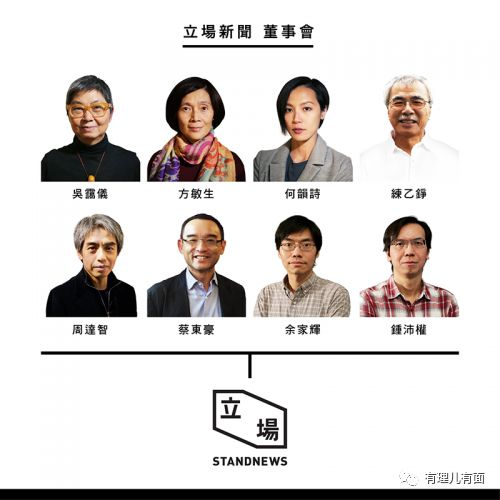 立場新聞 董事會
吳靄儀 方敏生 何韻詩 練乙錚
周達智 蔡東豪 余家輝 鍾沛權
立場
STANDNEWS
有理儿有面